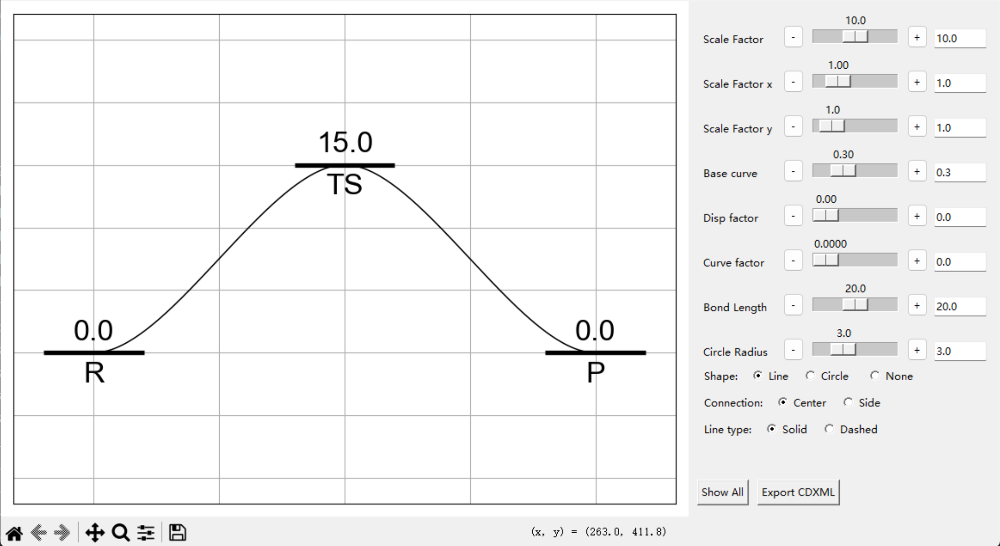 15.0
TS
0.0
R
0.0
P
10.0
Scale Factor - + 10.0
1.00
Scale Factor x - + 1.0
1.0
Scale Factor y - + 1.0
0.30
Base curve - + 0.3
0.00
Disp factor - + 0.0
0.0000
Curve factor - + 0.0
20.0
Bond Length - + 20.0
3.0
Circle Radius - + 3.0
Shape: Line Circle None
Connection: Center Side
Line type: Solid Dashed
Show All Export CDXML
(x, y) = (263.0, 411.8)